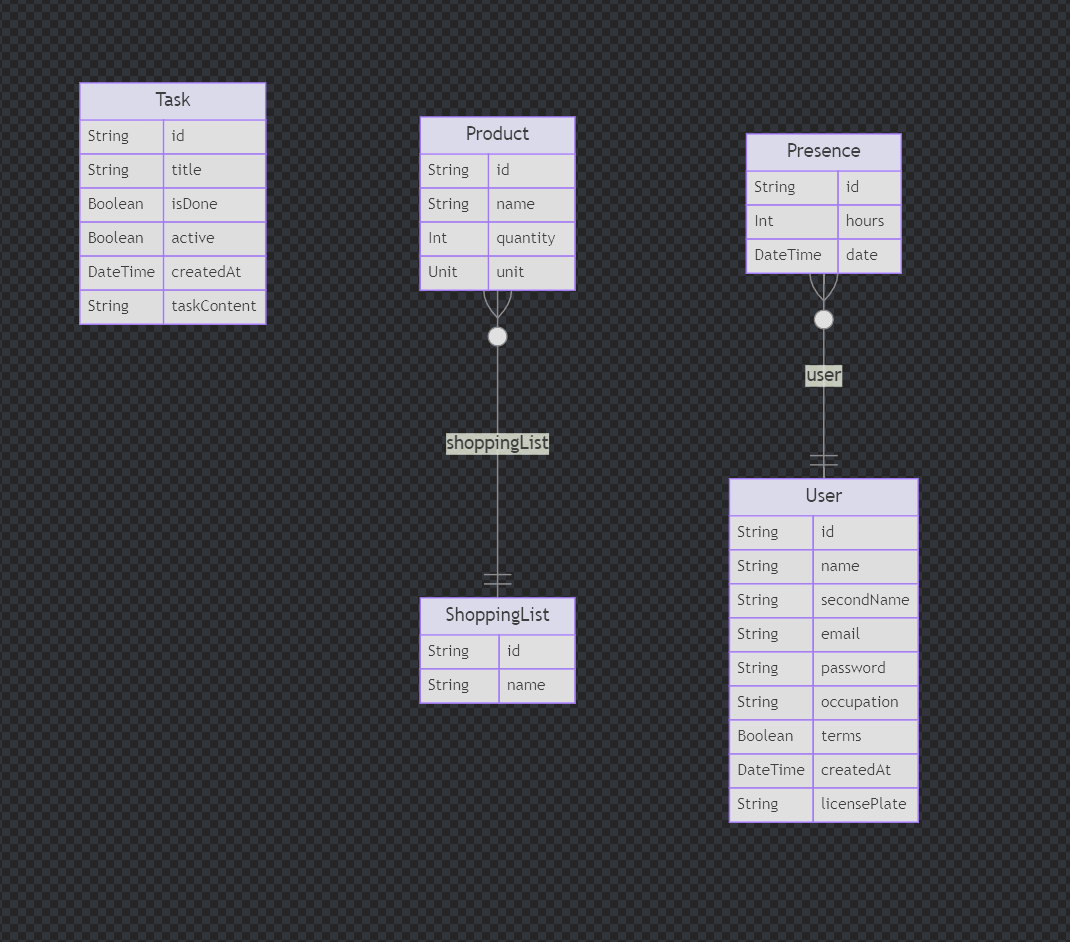 Task
String id
String title
Boolean isDone
Boolean active
DateTime createdAt
String taskContent
Product
String id
String name
Int quantity
Unit unit
shoppingList
ShoppingList
String id
String name
Presence
String id
Int hours
DateTime date
user
User
String id
String name
String secondName
String email
String password
String occupation
Boolean terms
DateTime createdAt
String licensePlate